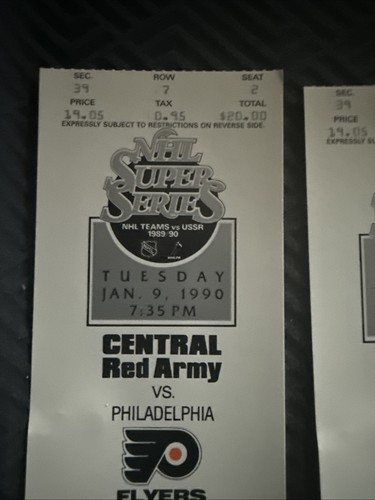 SEC. ROW SEAT
39 7 2
PRICE TAX TOTAL
19.05 0.95 $20.00
EXPRESSLY SUBJECT TO RESTRICTIONS ON REVERSE SIDE.
NHL
SUPER
SERIES
NHL TEAMS vs USSR
1989/90
TUESDAY
JAN. 9, 1990
7:35 PM
CENTRAL
Red Army
VS.
PHILADELPHIA
FLYERS
SEC.
39
PRICE
19.05
EXPRESSLY SU